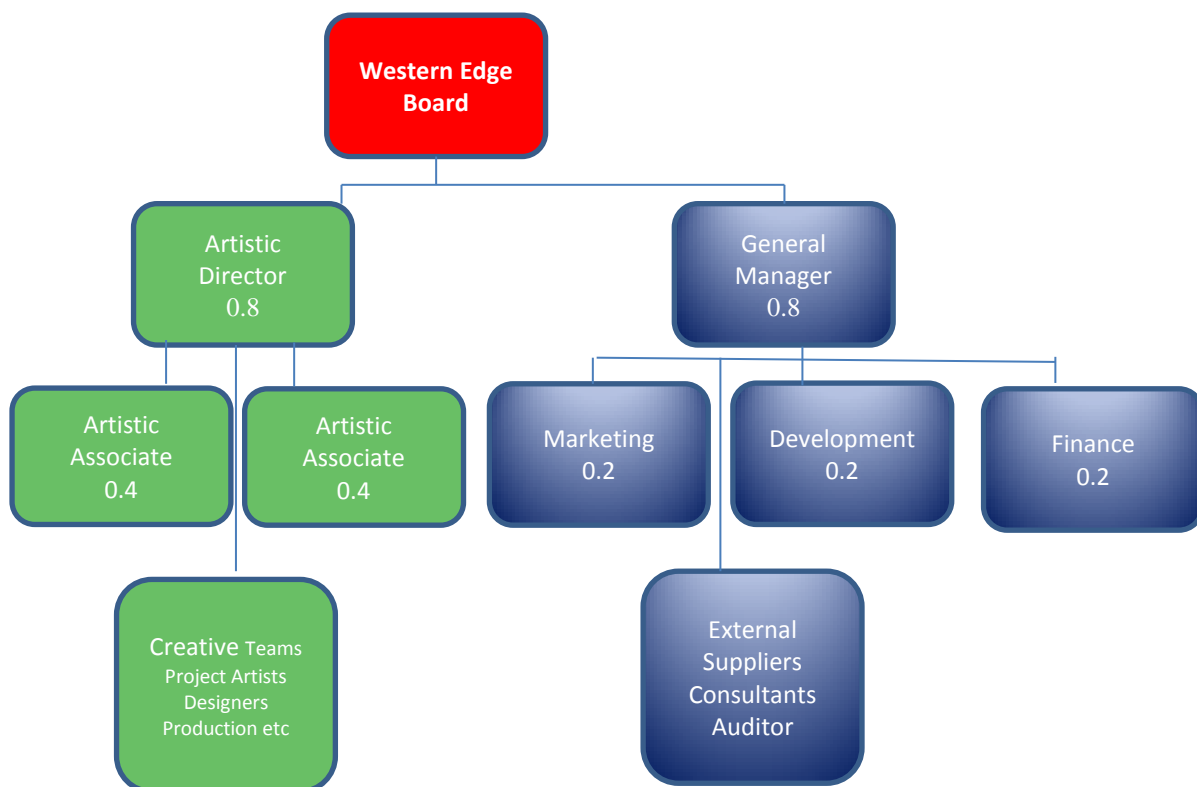 Western Edge
Board
Artistic
Director
0.8
General
Manager
0.8
Artistic
Associate
0.4
Artistic
Associate
0.4
Marketing
0.2
Development
0.2
Finance
0.2
Creative Teams
Project Artists
Designers
Production etc
External
Suppliers
Consultants
Auditor